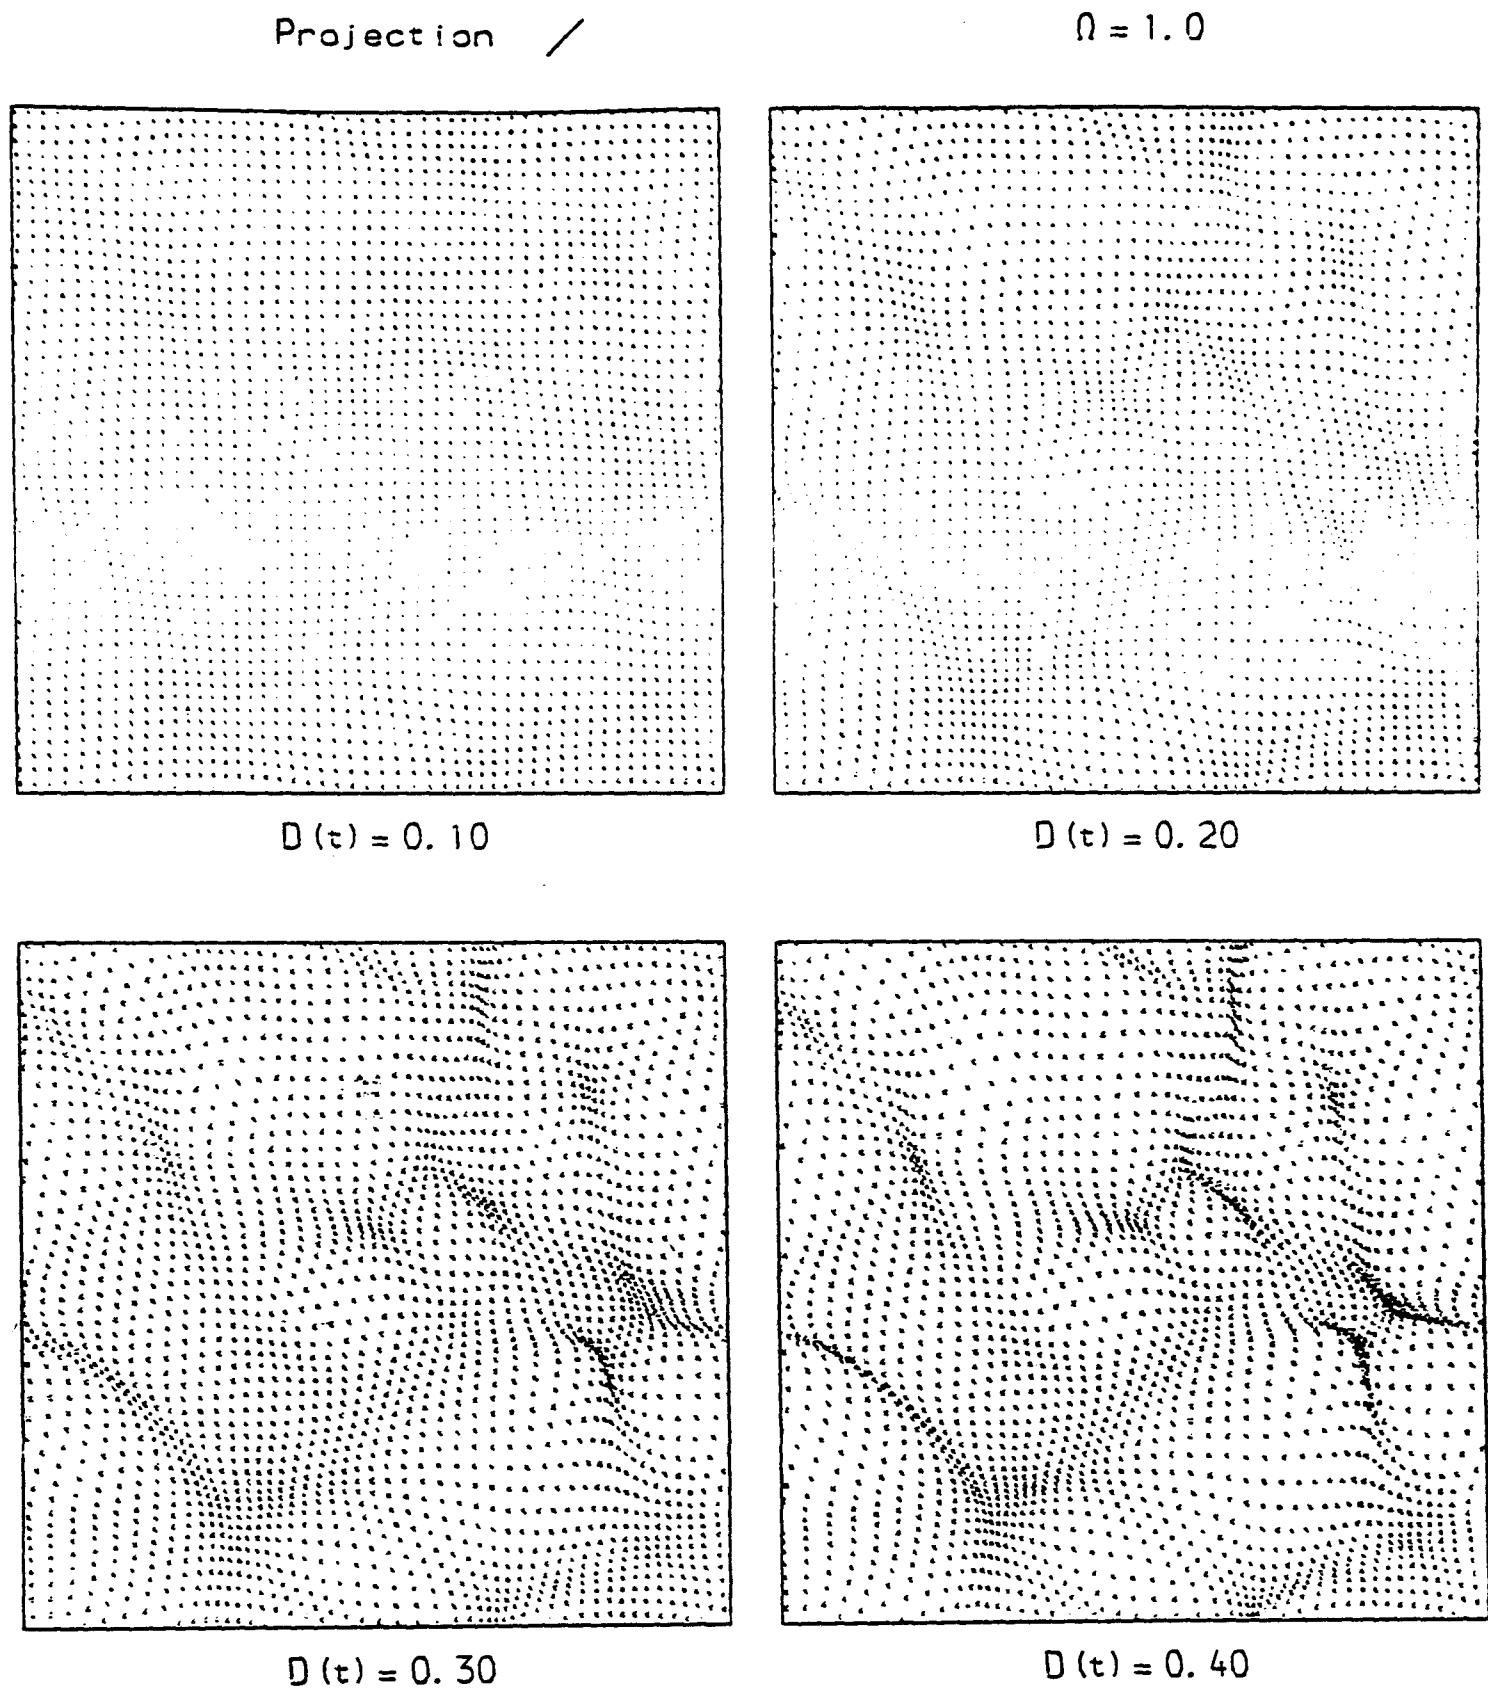 Projection /
Ω = 1.0
D(t) = 0.10
D(t) = 0.20
D(t) = 0.30
D(t) = 0.40